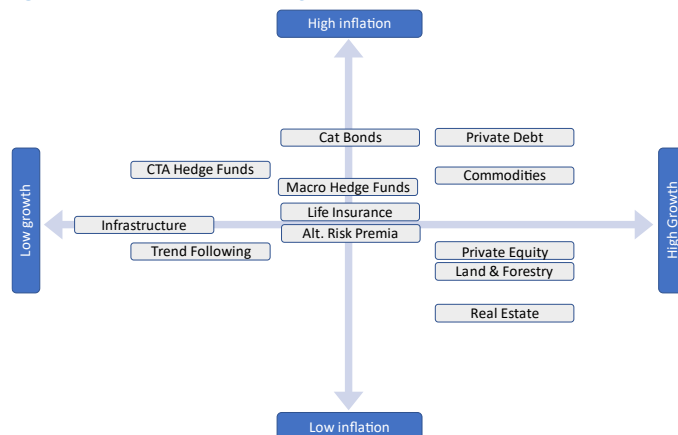 High inflation
Cat Bonds
Private Debt
CTA Hedge Funds
Commodities
Macro Hedge Funds
Low growth
High Growth
Life Insurance
Infrastructure
Alt. Risk Premia
Trend Following
Private Equity
Land & Forestry
Real Estate
Low inflation